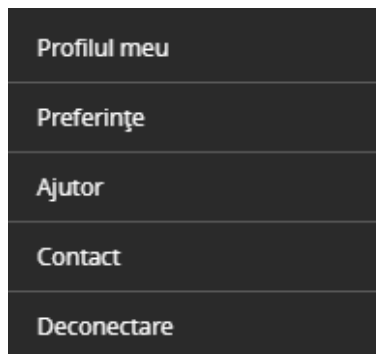 Profilul meu
Preferinţe
Ajutor
Contact
Deconectare